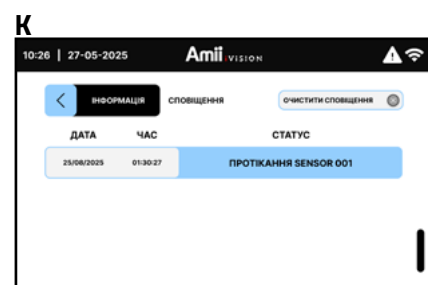 К
10:26 | 27-05-2025 Amii.VISION
ІНФОРМАЦІЯ СПОВІЩЕННЯ ОЧИСТИТИ СПОВІЩЕННЯ
ДАТА ЧАС СТАТУС
25/08/2025 01:30:27 ПРОТІКАННЯ SENSOR 001